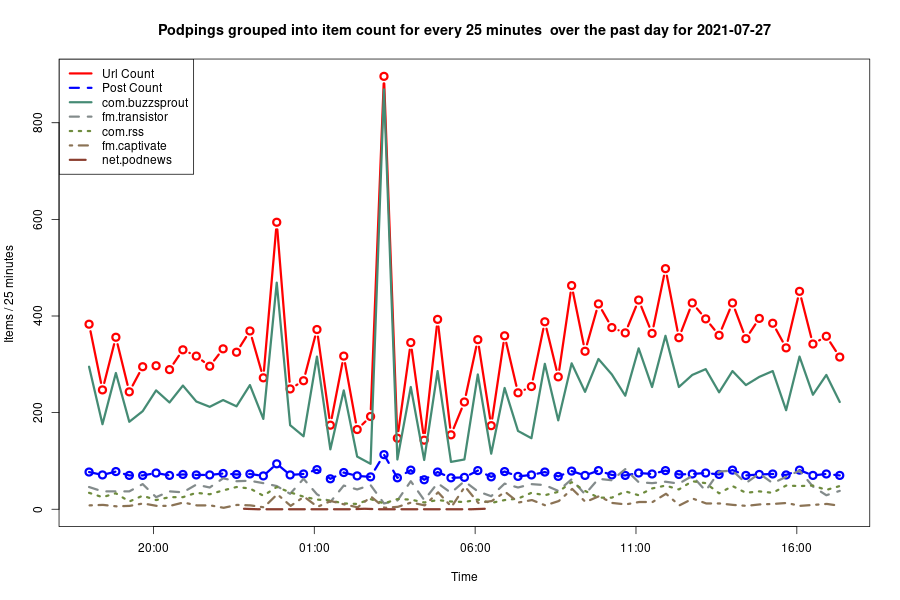 Podpings grouped into item count for every 25 minutes  over the past day for 2021-07-27
Url Count
Post Count
com.buzzsprout
fm.transistor
com.rss
fm.captivate
net.podnews
800
600
400
200
0
Items / 25 minutes
20:00 01:00 06:00 11:00 16:00
Time